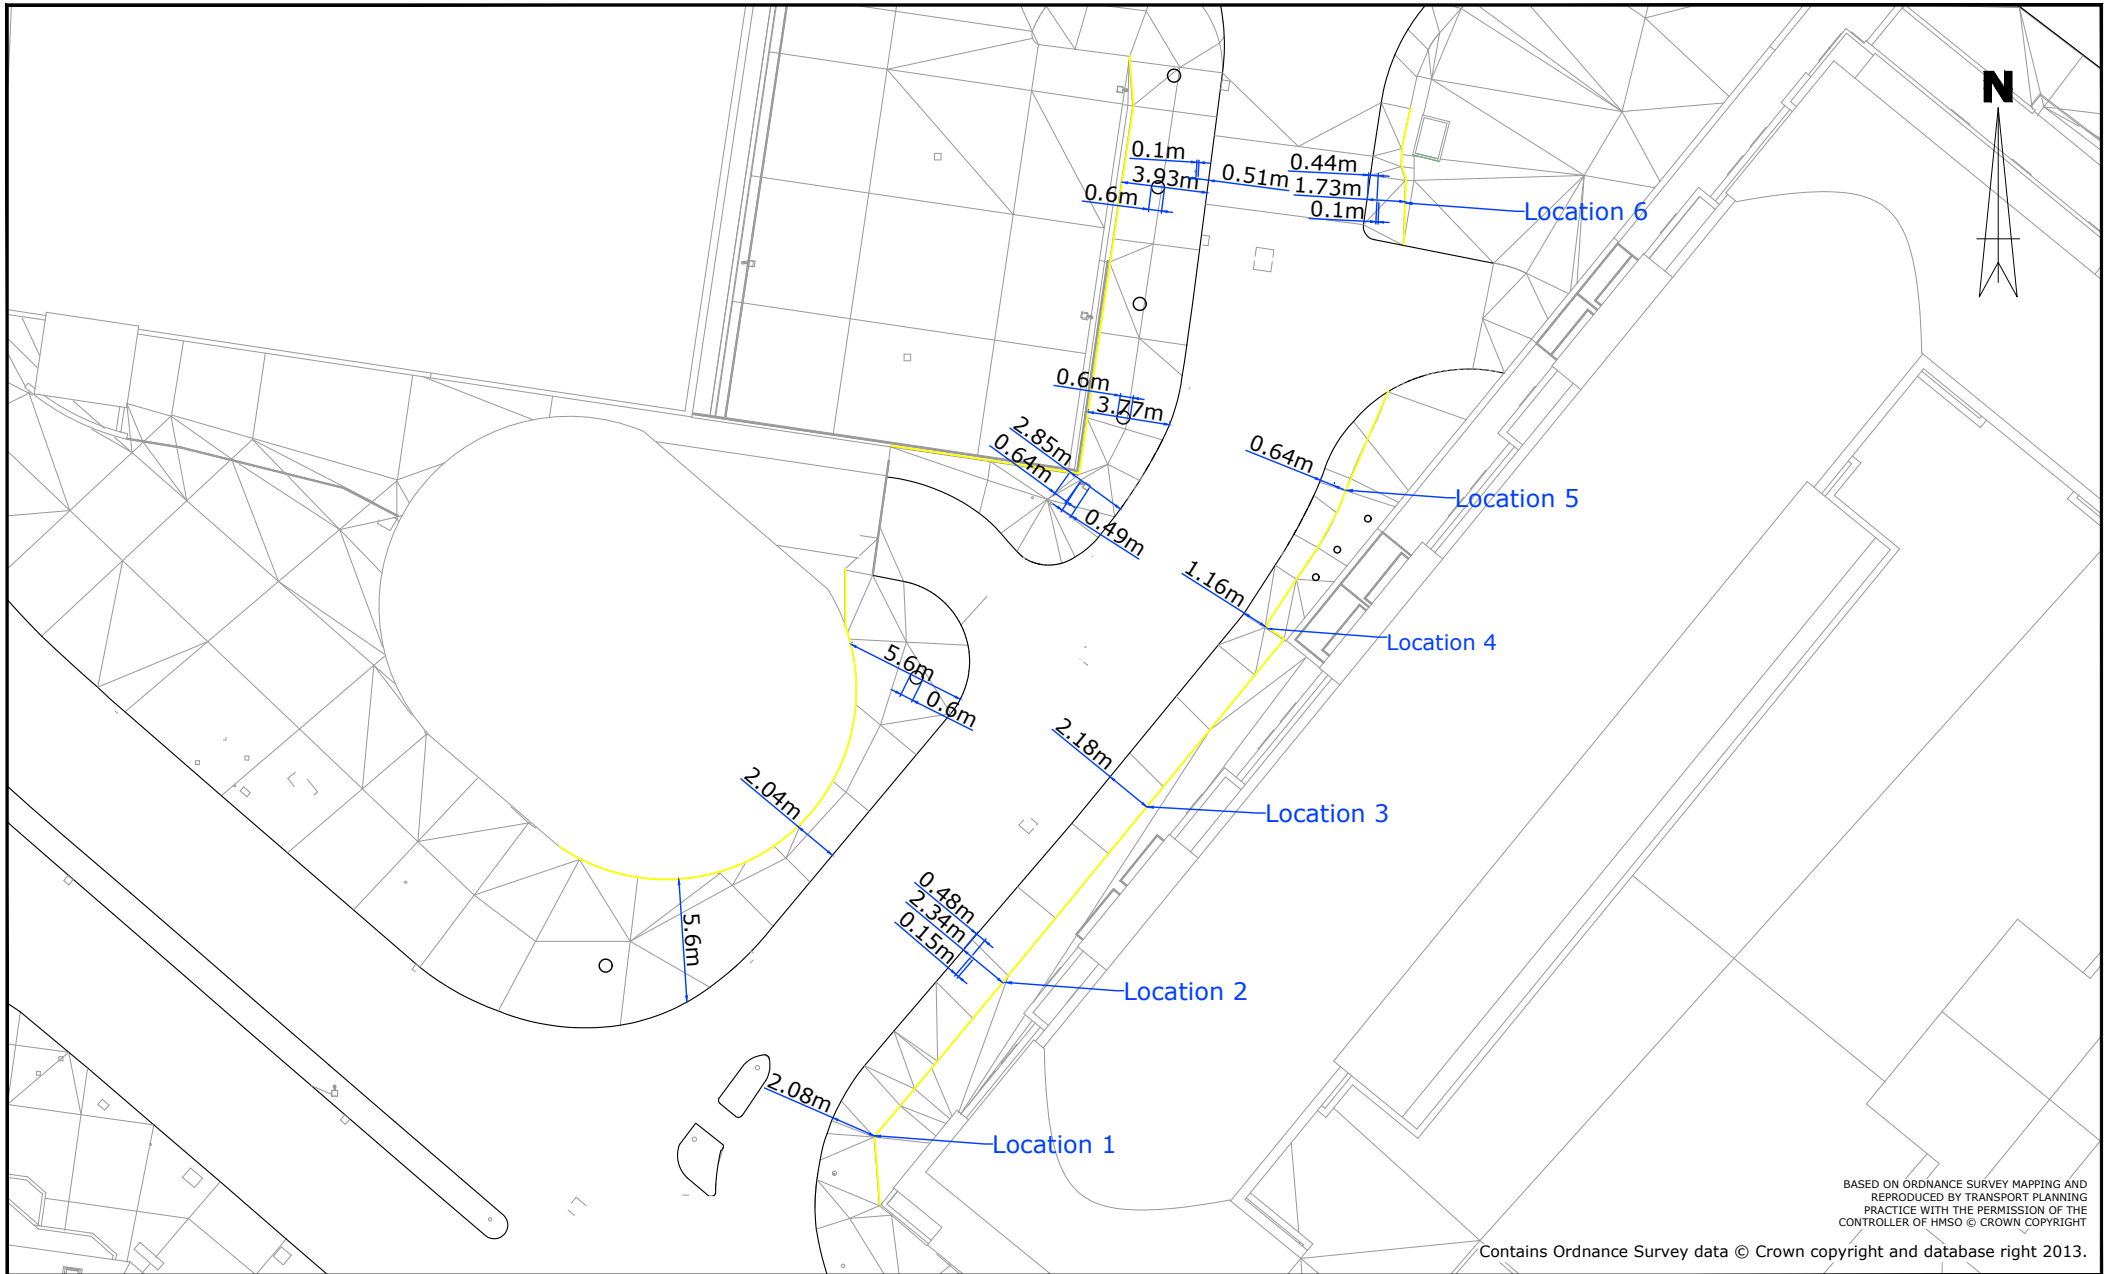 N
0.1m
3.93m
0.6m
0.51m
0.44m
1.73m
0.1m
Location 6
0.6m
3.77m
2.85m
0.64m
0.49m
0.64m
Location 5
1.16m
Location 4
5.6m
0.6m
2.18m
2.04m
Location 3
0.48m
2.34m
0.15m
5.6m
Location 2
2.08m
Location 1
BASED ON ORDNANCE SURVEY MAPPING AND
REPRODUCED BY TRANSPORT PLANNING
PRACTICE WITH THE PERMISSION OF THE
CONTROLLER OF HMSO © CROWN COPYRIGHT
Contains Ordnance Survey data © Crown copyright and database right 2013.